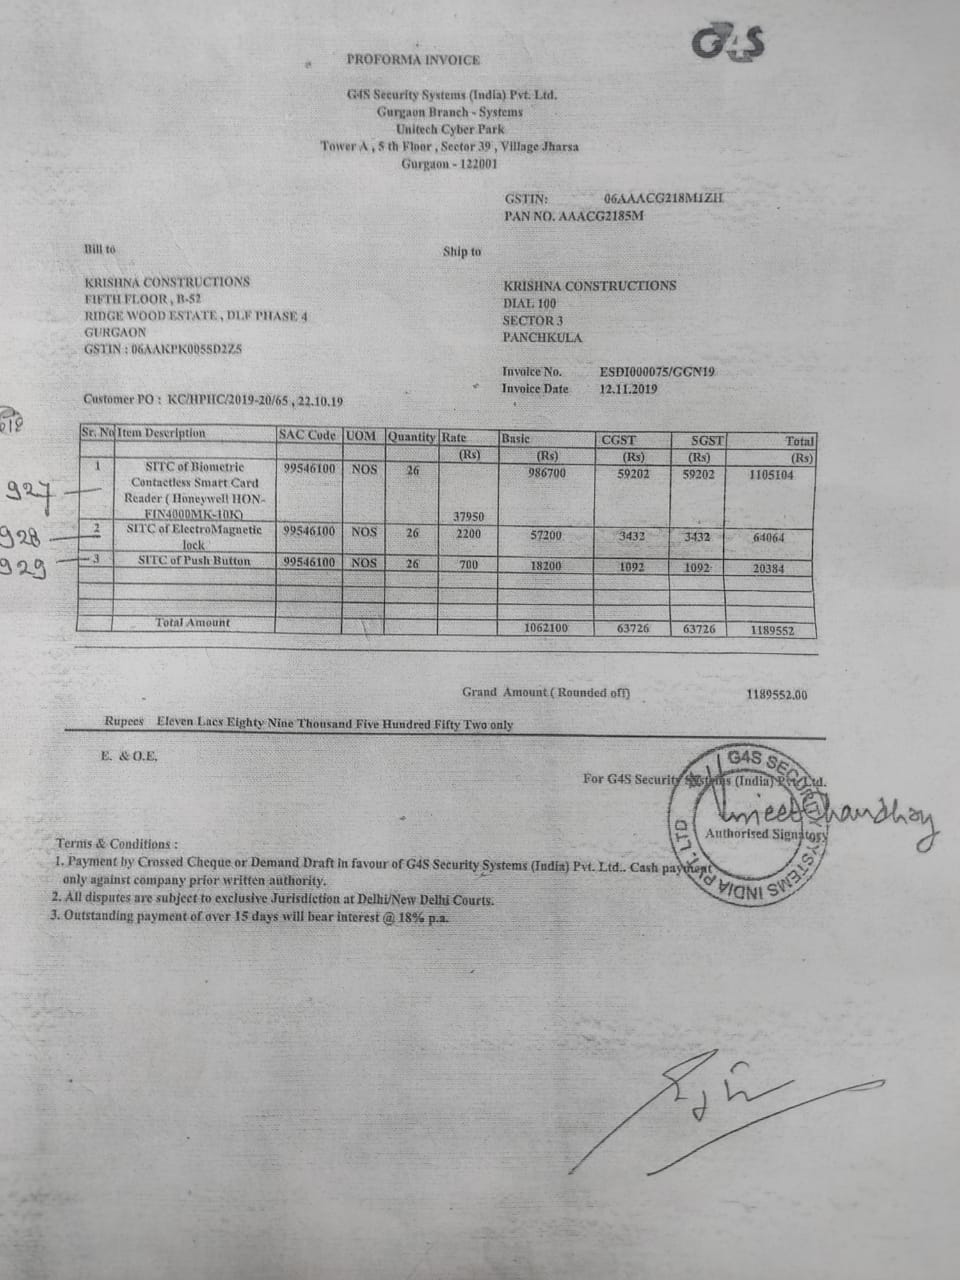 G4S
PROFORMA INVOICE
G4S Security Systems (India) Pvt. Ltd.
Gurgaon Branch - Systems
Unitech Cyber Park
Tower A , 5 th Floor , Sector 39 , Village Jharsa
Gurgaon - 122001
GSTIN: 06AAACG218M1ZH
PAN NO. AAACG2185M
Bill to
Ship to
KRISHNA CONSTRUCTIONS
FIFTH FLOOR , B-52
RIDGE WOOD ESTATE , DLF PHASE 4
GURGAON
GSTIN : 06AAKPK0055D2Z5
KRISHNA CONSTRUCTIONS
DIAL 100
SECTOR 3
PANCHKULA
Invoice No. ESDI000075/GGN19
Invoice Date 12.11.2019
Customer PO : KC/HPHC/2019-20/65 , 22.10.19
Sr. No Item Description SAC Code UOM Quantity Rate Basic CGST SGST Total
(Rs) (Rs) (Rs) (Rs) (Rs)
1 SITC of Biometric 99546100 NOS 26 986700 59202 59202 1105104
Contactless Smart Card
927 Reader ( Honeywell HON-
FIN4000MK-10K) 37950
928 2 SITC of ElectroMagnetic 99546100 NOS 26 2200 57200 3432 3432 64064
lock
929 3 SITC of Push Button 99546100 NOS 26 700 18200 1092 1092 20384
Total Amount 1062100 63726 63726 1189552
Grand Amount ( Rounded off) 1189552.00
Rupees Eleven Lacs Eighty Nine Thousand Five Hundred Fifty Two only
E. & O.E.
For G4S Security Systems (India) Pvt. Ltd.
G4S SECURITY SYSTEMS INDIA PVT. LTD
Authorised Signatory
Terms & Conditions :
1. Payment by Crossed Cheque or Demand Draft in favour of G4S Security Systems (India) Pvt. Ltd.. Cash payment
only against company prior written authority.
2. All disputes are subject to exclusive Jurisdiction at Delhi/New Delhi Courts.
3. Outstanding payment of over 15 days will bear interest @ 18% p.a.